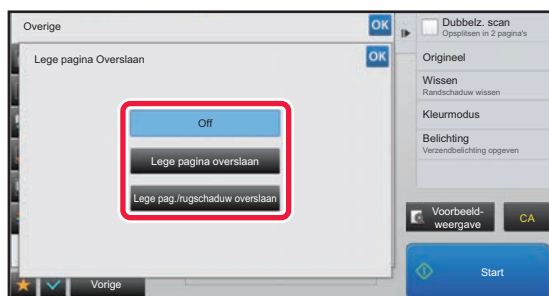 Overige
OK
Lege pagina Overslaan
OK
Off
Lege pagina overslaan
Lege pag./rugschaduw overslaan
Vorige
Dubbelz. scan
Opsplitsen in 2 pagina's
Origineel
Wissen
Randschaduw wissen
Kleurmodus
Belichting
Verzendbelichting opgeven
Voorbeeld-
weergave
CA
Start